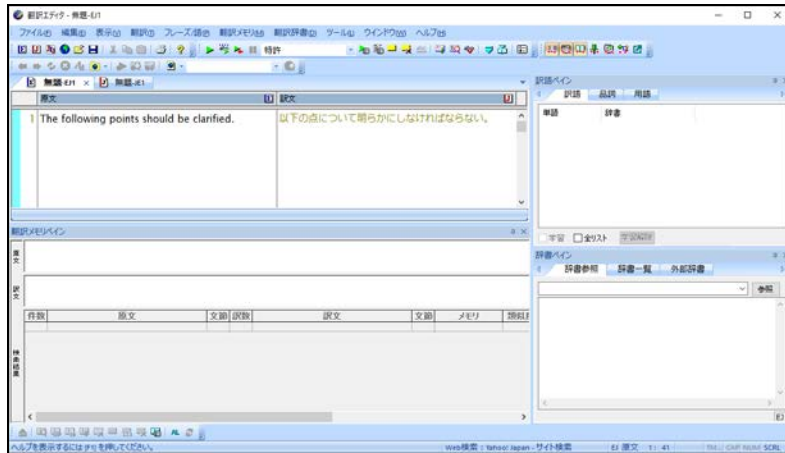 翻訳エディタ - 無題-EJ1
ファイル(F) 編集(E) 表示(V) 翻訳(T) フレーズ/語(P) 翻訳メモリ(M) 翻訳辞書(D) ツール(L) ウインドウ(W) ヘルプ(H)
特許
無題-EJ1 無題-JE1
原文 訳文
1 The following points should be clarified. 以下の点について明らかにしなければならない。
訳語ペイン
訳語 品詞 用語
単語 辞書
学習 全リスト
翻訳メモリペイン
原文
訳文
件数 原文 文節 訳数 訳文 文節 メモリ
検索結果
辞書ペイン
辞書参照 辞書一覧 外部辞書
参照
ヘルプを表示するには[F1]を押してください。
Web検索:Yahoo! Japan - サイト検索 EJ 原文 1: 41 NUM SCRL